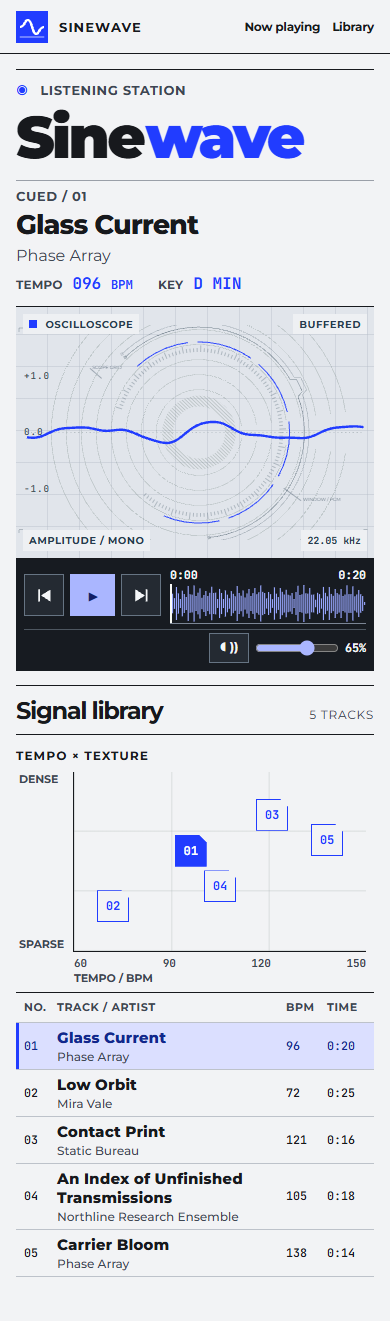 SINEWAVE
Now playing Library
LISTENING STATION
Sinewave
CUED / 01
Glass Current
Phase Array
TEMPO 096 BPM KEY D MIN
OSCILLOSCOPE BUFFERED
+1.0
0.0
-1.0
AMPLITUDE / MONO 22.05 kHz
0:00 0:20
65%
Signal library 5 TRACKS
TEMPO × TEXTURE
DENSE
03
05
01
04
02
SPARSE
60 90 120 150
TEMPO / BPM
NO. TRACK / ARTIST BPM TIME
01 Glass Current 96 0:20
Phase Array
02 Low Orbit 72 0:25
Mira Vale
03 Contact Print 121 0:16
Static Bureau
04 An Index of Unfinished 105 0:18
Transmissions
Northline Research Ensemble
05 Carrier Bloom 138 0:14
Phase Array